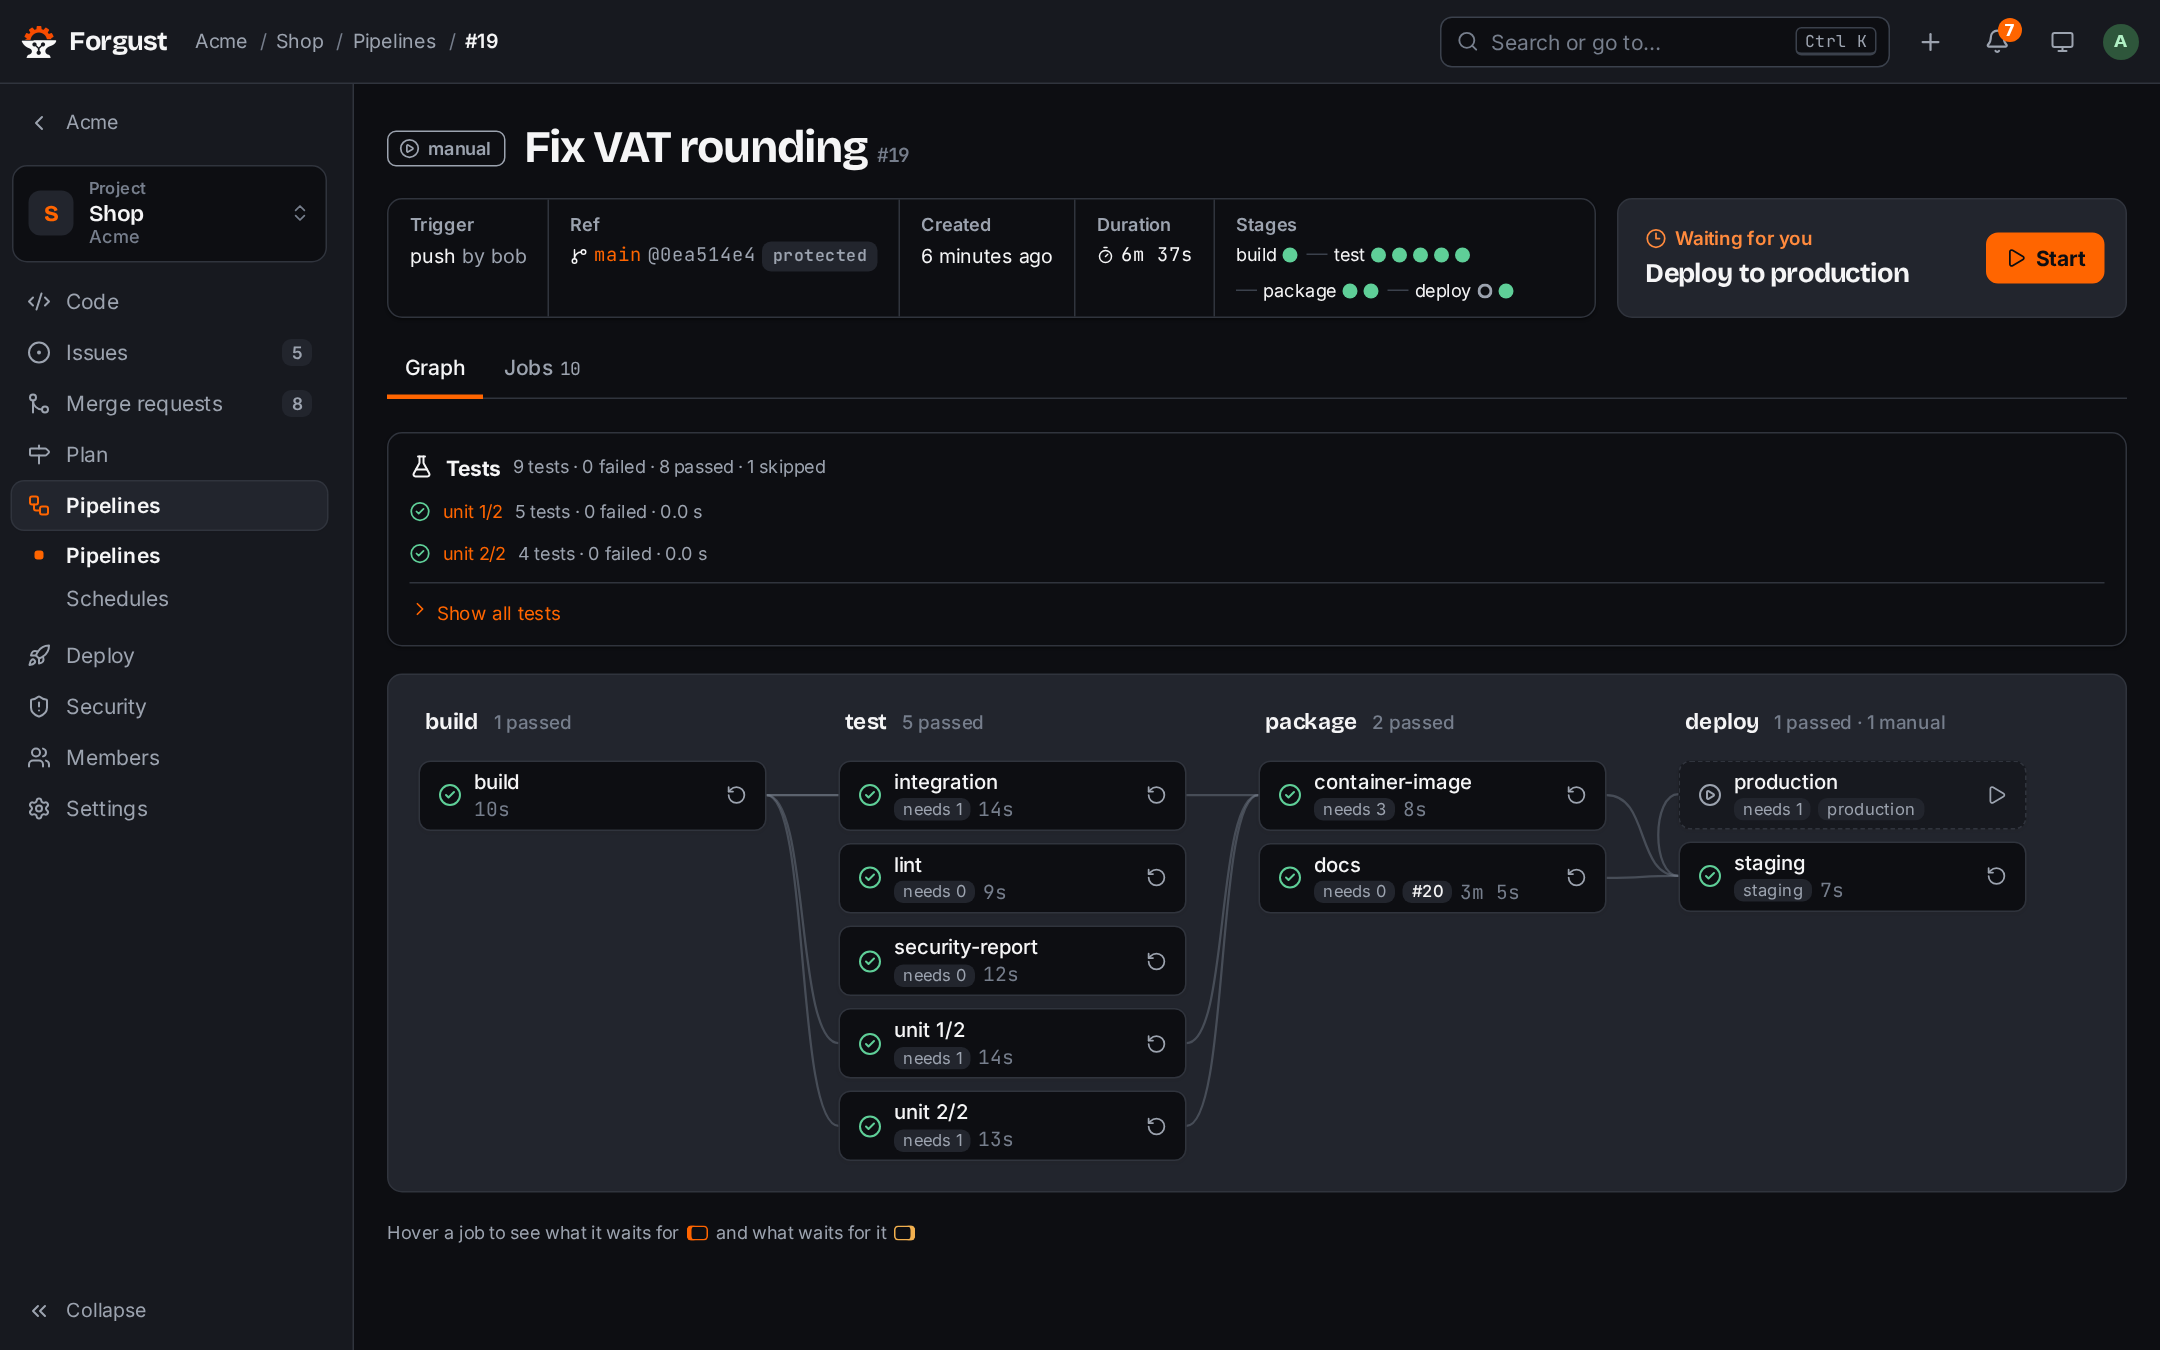 Forgust
Acme / Shop / Pipelines / #19
Search or go to... Ctrl K
7
A
Acme
Project
S Shop
Acme
Code
Issues 5
Merge requests 8
Plan
Pipelines
Pipelines
Schedules
Deploy
Security
Members
Settings
Collapse
manual Fix VAT rounding #19
Trigger
push by bob
Ref
main @0ea514e4 protected
Created
6 minutes ago
Duration
6m 37s
Stages
build — test
— package — deploy
Waiting for you
Deploy to production
Start
Graph Jobs 10
Tests 9 tests · 0 failed · 8 passed · 1 skipped
unit 1/2 5 tests · 0 failed · 0.0 s
unit 2/2 4 tests · 0 failed · 0.0 s
Show all tests
build 1 passed
build
10s
test 5 passed
integration
needs 1 14s
lint
needs 0 9s
security-report
needs 0 12s
unit 1/2
needs 1 14s
unit 2/2
needs 1 13s
package 2 passed
container-image
needs 3 8s
docs
needs 0 #20 3m 5s
deploy 1 passed · 1 manual
production
needs 1 production
staging
staging 7s
Hover a job to see what it waits for and what waits for it